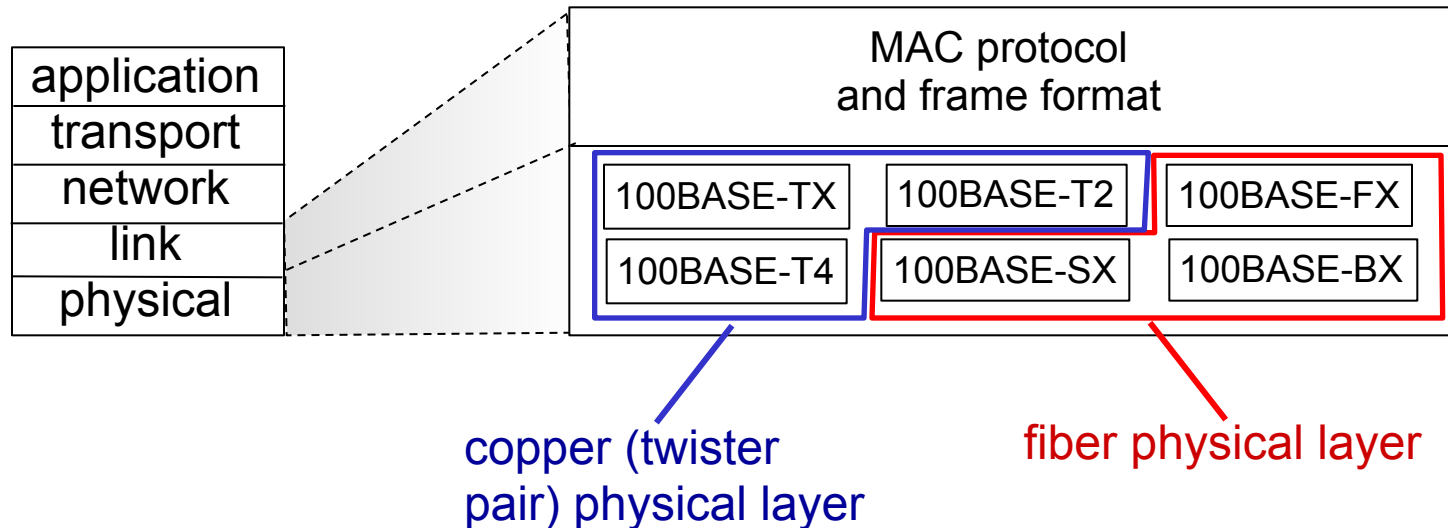 application
transport
network
link
physical
MAC protocol
and frame format
100BASE-TX
100BASE-T2
100BASE-FX
100BASE-T4
100BASE-SX
100BASE-BX
copper (twister
pair) physical layer
fiber physical layer